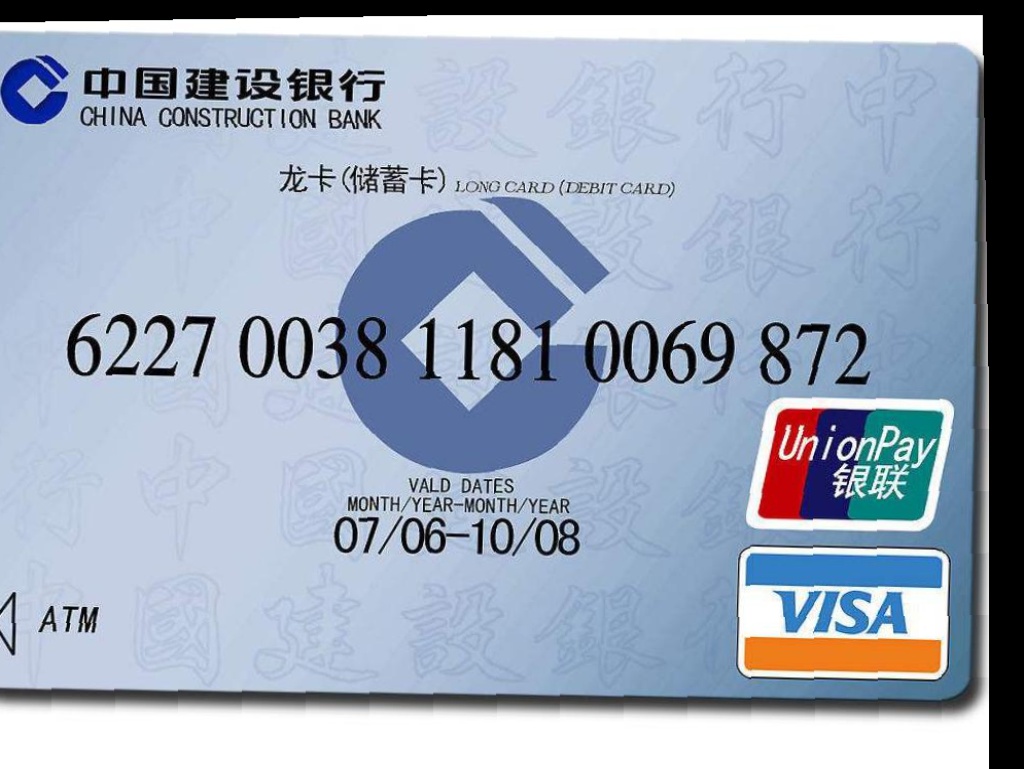 中国建设银行
CHINA CONSTRUCTION BANK
龙卡(储蓄卡) LONG CARD (DEBIT CARD)
6227 0038 1181 0069 872
UnionPay
银联
VALD DATES
MONTH/YEAR-MONTH/YEAR
07/06-10/08
VISA
ATM